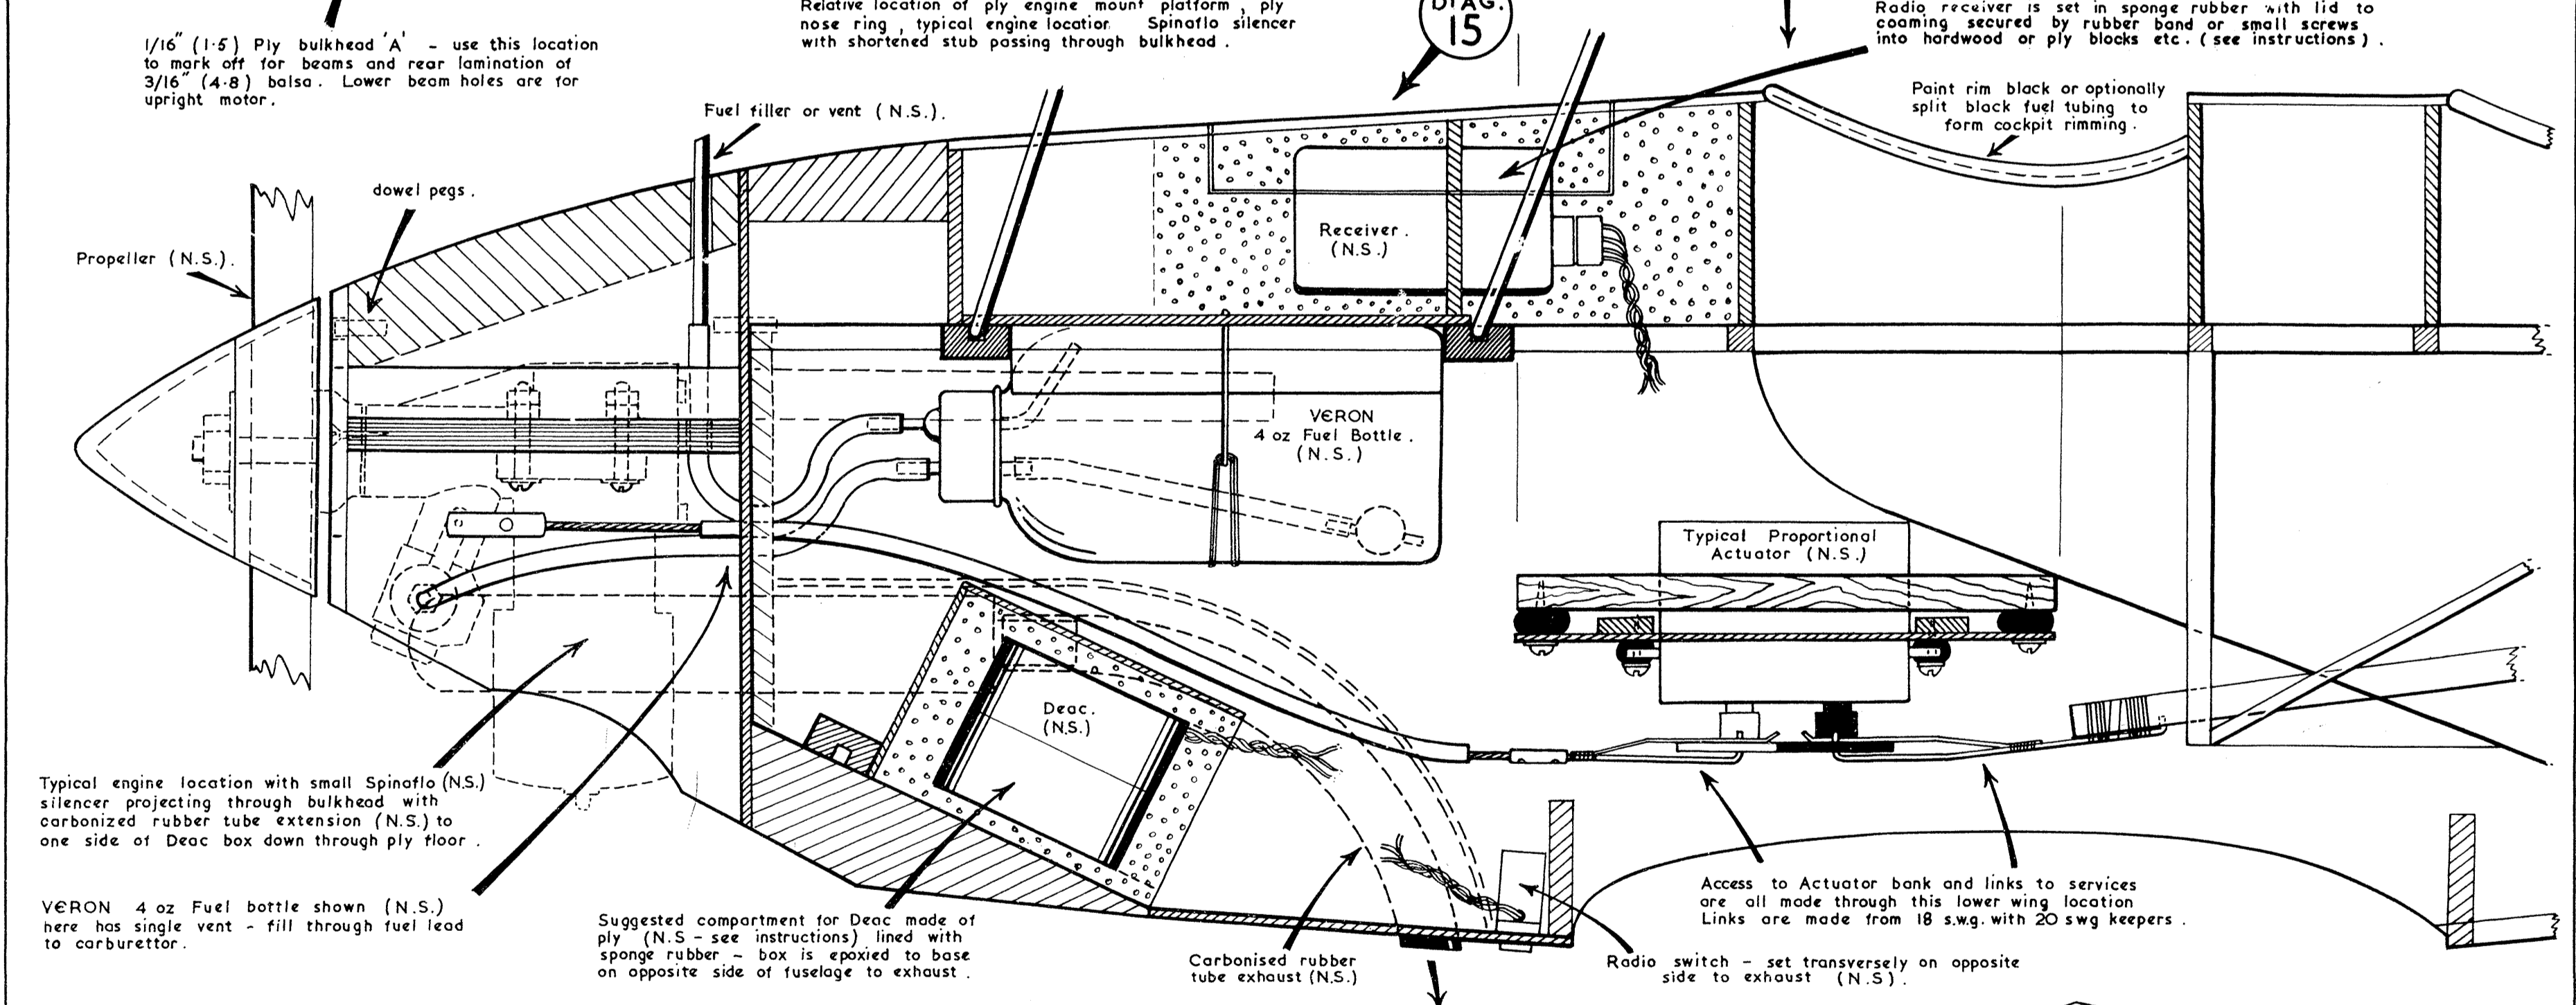 1/16" (1·5) Ply bulkhead 'A' - use this location
to mark off for beams and rear lamination of
3/16" (4·8) balsa. Lower beam holes are for
upright motor.
Relative location of ply engine mount platform, ply
nose ring, typical engine location Spinaflo silencer
with shortened stub passing through bulkhead.
DIAG.
15
Radio receiver is set in sponge rubber with lid to
coaming secured by rubber band or small screws
into hardwood or ply blocks etc. (see instructions).
Fuel filler or vent (N.S.).
Paint rim black or optionally
split black fuel tubing to
form cockpit rimming.
dowel pegs.
Propeller (N.S.).
Receiver.
(N.S.)
VERON
4 oz Fuel Bottle.
(N.S.)
Typical Proportional
Actuator (N.S.)
Deac.
(N.S.)
Typical engine location with small Spinaflo (N.S.)
silencer projecting through bulkhead with
carbonized rubber tube extension (N.S.) to
one side of Deac box down through ply floor.
VERON 4 oz Fuel bottle shown (N.S.)
here has single vent - fill through fuel lead
to carburettor.
Suggested compartment for Deac made of
ply (N.S - see instructions) lined with
sponge rubber - box is epoxied to base
on opposite side of fuselage to exhaust.
Carbonised rubber
tube exhaust (N.S.)
Radio switch - set transversely on opposite
side to exhaust (N.S).
Access to Actuator bank and links to services
are all made through this lower wing location
Links are made from 18 s.w.g. with 20 swg keepers.